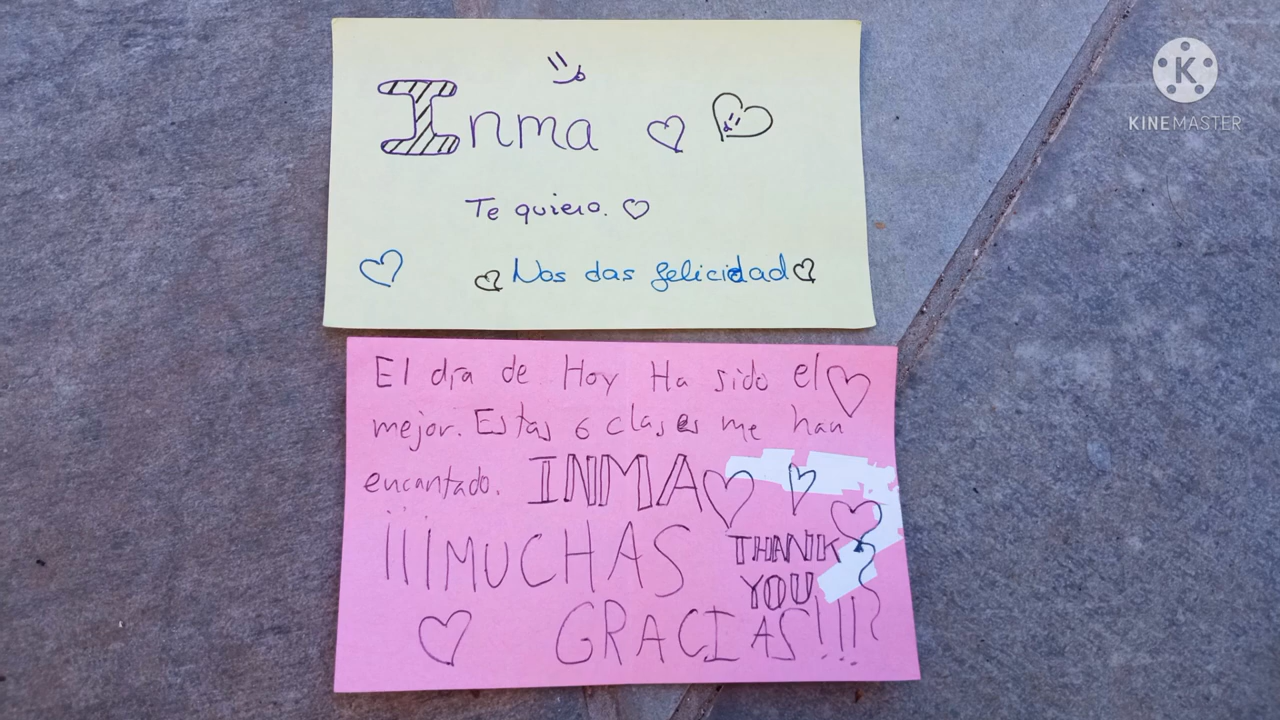 Inma
Te quiero.
Nos das felicidad
El día de Hoy Ha sido el
mejor. Estas 6 clases me han
encantado. INMA
¡¡¡MUCHAS
THANK
YOU
GRACIAS!!!
KINEMASTER